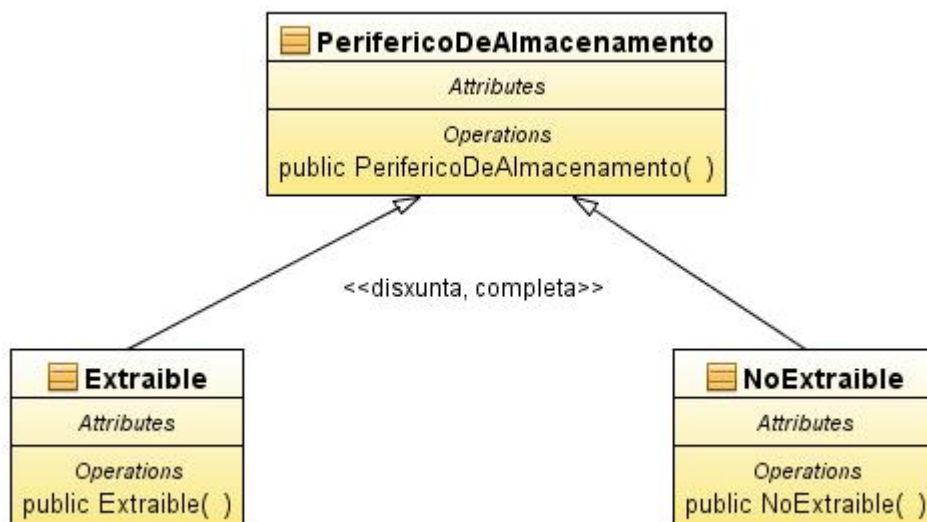 PerifericoDeAlmacenamento
Attributes
Operations
public PerifericoDeAlmacenamento( )
<<disxunta, completa>>
Extraible
Attributes
Operations
public Extraible( )
NoExtraible
Attributes
Operations
public NoExtraible( )